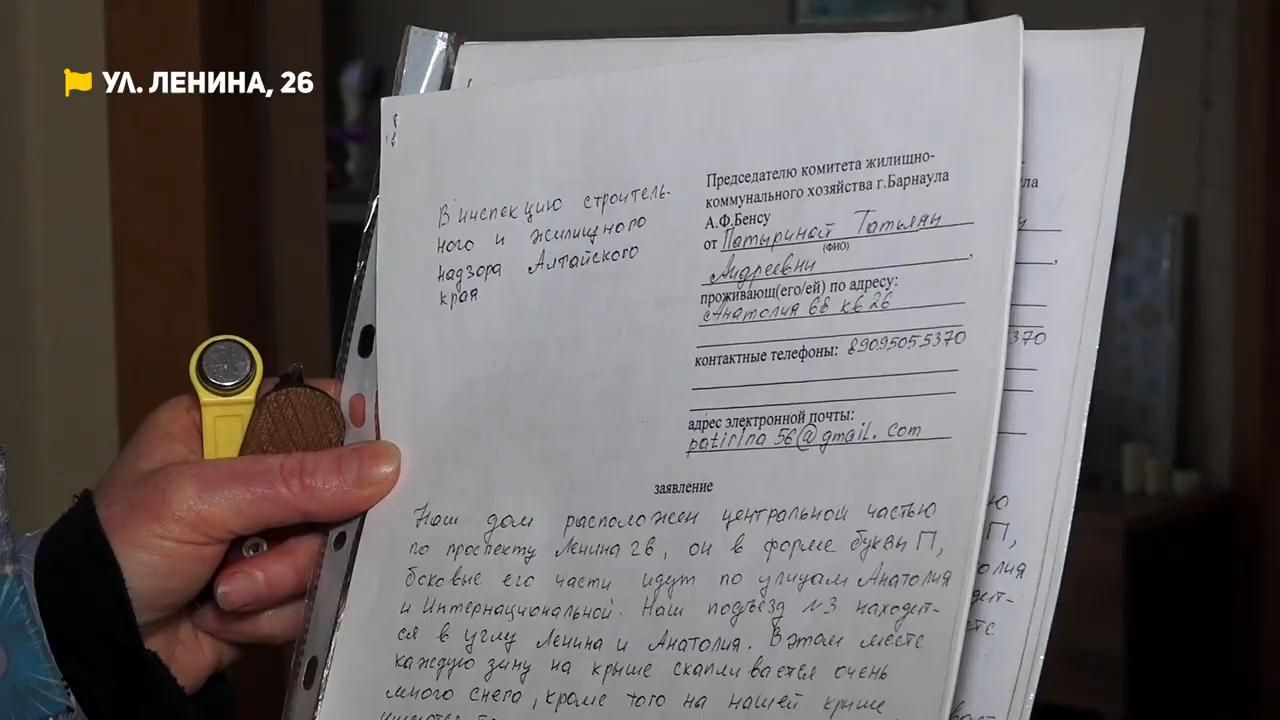 УЛ. ЛЕНИНА, 26
В инспекцию строитель-
ного и жилищного
надзора Алтайского
края
Председателю комитета жилищно-
коммунального хозяйства г.Барнаула
А.Ф.Бенсу
от Патыриной Татьяны
(ФИО)
Андреевны,
проживающ(его/ей) по адресу:
Анатолия 68 кв 26
контактные телефоны: 89095055370
адрес электронной почты:
patirina 56@gmail.com
заявление
Наш дом расположен центральной частью
по проспекту Ленина 26, он в форме буквы П,
боковые его части идут по улицам Анатолия
и Интернациональной. Наш подъезд №3 находит-
ся в углу Ленина и Анатолия. В этом месте
каждую зиму на крыше скапливается очень
много снега, кроме того на нашей крыше